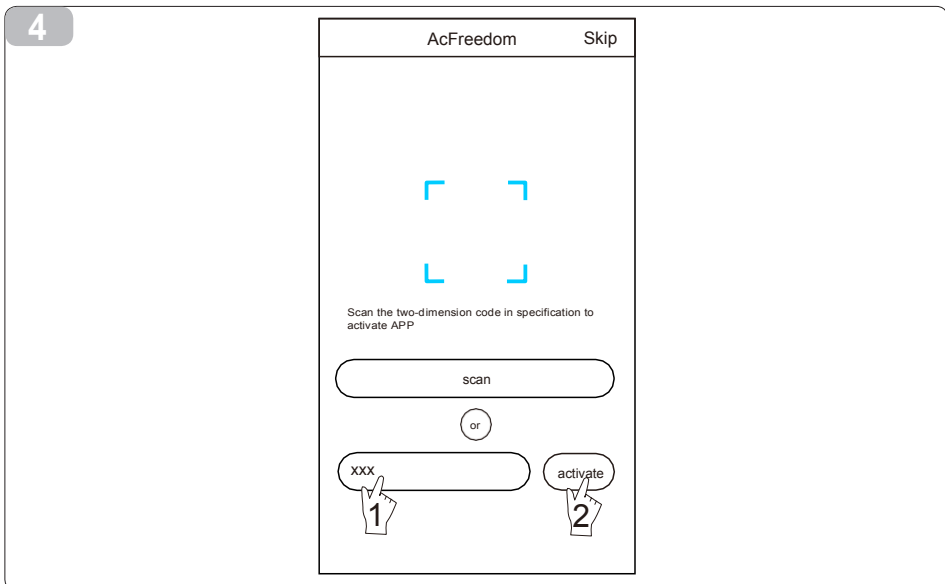 4
AcFreedom Skip
Scan the two-dimension code in specification to
activate APP
scan
or
xxx activate
1 2